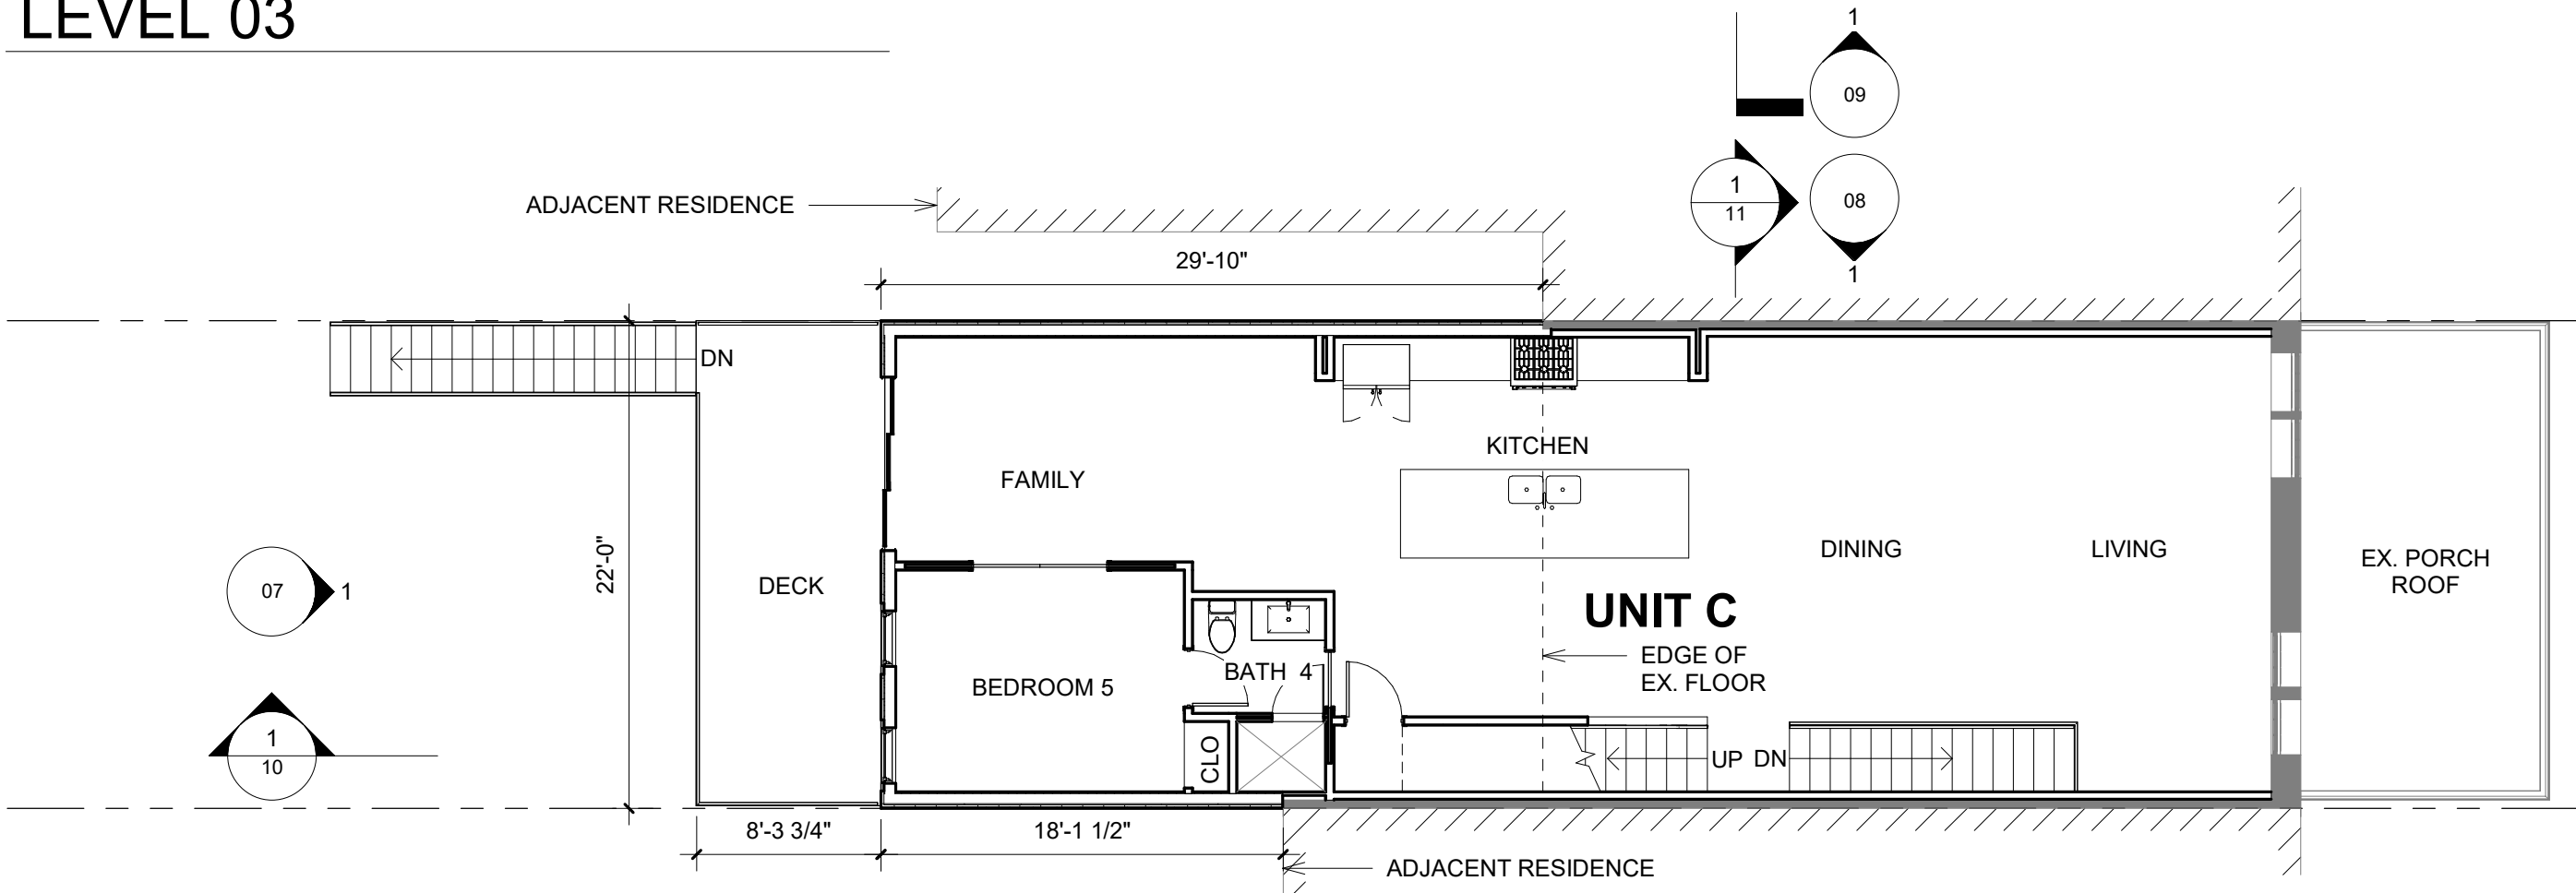 LEVEL 03
1
09
1
11
08
1
ADJACENT RESIDENCE
29'-10"
DN
KITCHEN
FAMILY
22'-0"
DECK
DINING
LIVING
EX. PORCH
ROOF
07
1
UNIT C
EDGE OF
EX. FLOOR
BATH 4
BEDROOM 5
1
10
CLO
UP DN
8'-3 3/4"
18'-1 1/2"
ADJACENT RESIDENCE